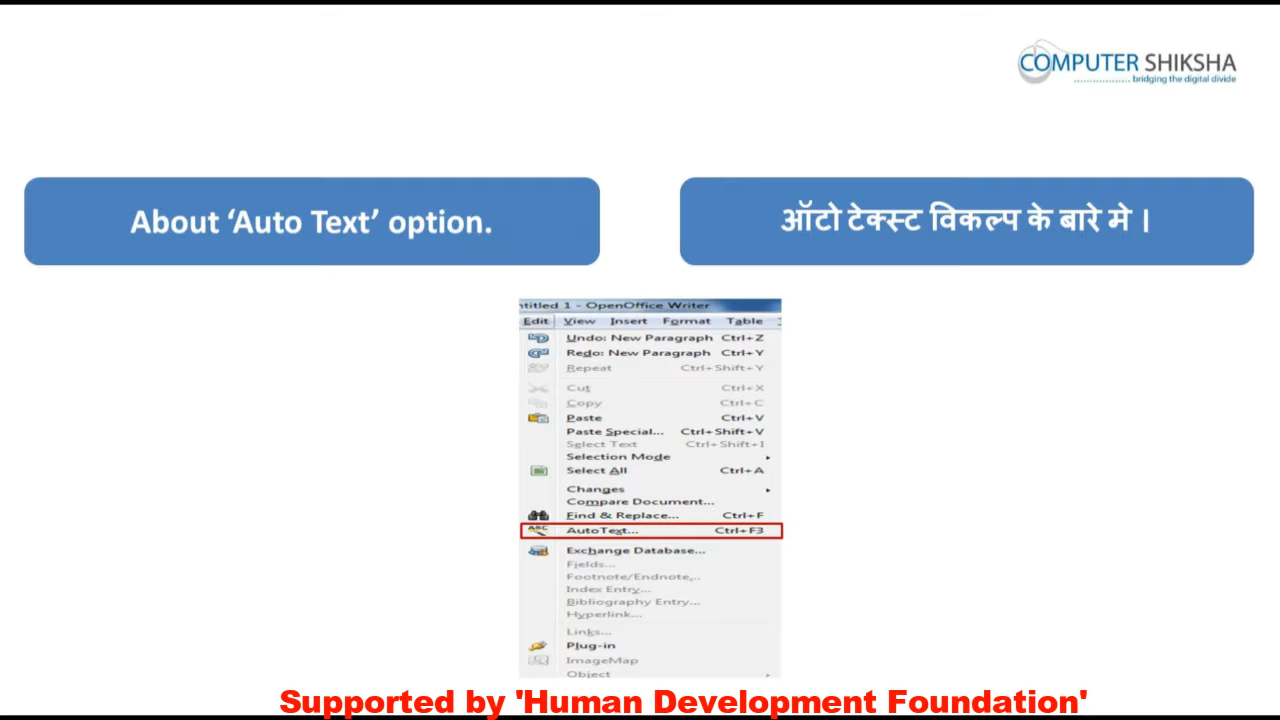 COMPUTER SHIKSHA
bridging the digital divide
About ‘Auto Text’ option.
ऑटो टेक्स्ट विकल्प के बारे मे ।
ntitled 1 - OpenOffice Writer
Edit View Insert Format Table
Undo: New Paragraph Ctrl+Z
Redo: New Paragraph Ctrl+Y
Repeat Ctrl+Shift+Y
Cut Ctrl+X
Copy Ctrl+C
Paste Ctrl+V
Paste Special... Ctrl+Shift+V
Select Text Ctrl+Shift+I
Selection Mode
Select All Ctrl+A
Changes
Compare Document...
Find & Replace... Ctrl+F
ABC
AutoText... Ctrl+F3
Exchange Database...
Fields...
Footnote/Endnote...
Index Entry...
Bibliography Entry...
Hyperlink...
Links...
Plug-in
ImageMap
Object
Supported by 'Human Development Foundation'